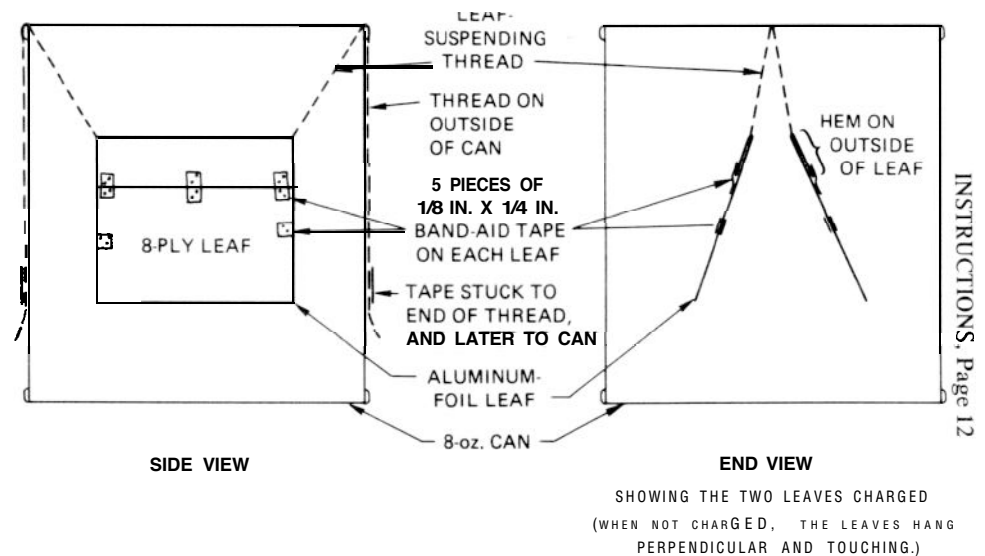 LEAF-
SUSPENDING
THREAD
THREAD ON
OUTSIDE
OF CAN
5 PIECES OF
1/8 IN. X 1/4 IN.
BAND-AID TAPE
ON EACH LEAF
8-PLY LEAF
TAPE STUCK TO
END OF THREAD,
AND LATER TO CAN
ALUMINUM-
FOIL LEAF
8-oz. CAN
SIDE VIEW
HEM ON
OUTSIDE
OF LEAF
END VIEW
SHOWING THE TWO LEAVES CHARGED
(WHEN NOT CHARGED, THE LEAVES HANG
PERPENDICULAR AND TOUCHING.)
INSTRUCTIONS, Page 12